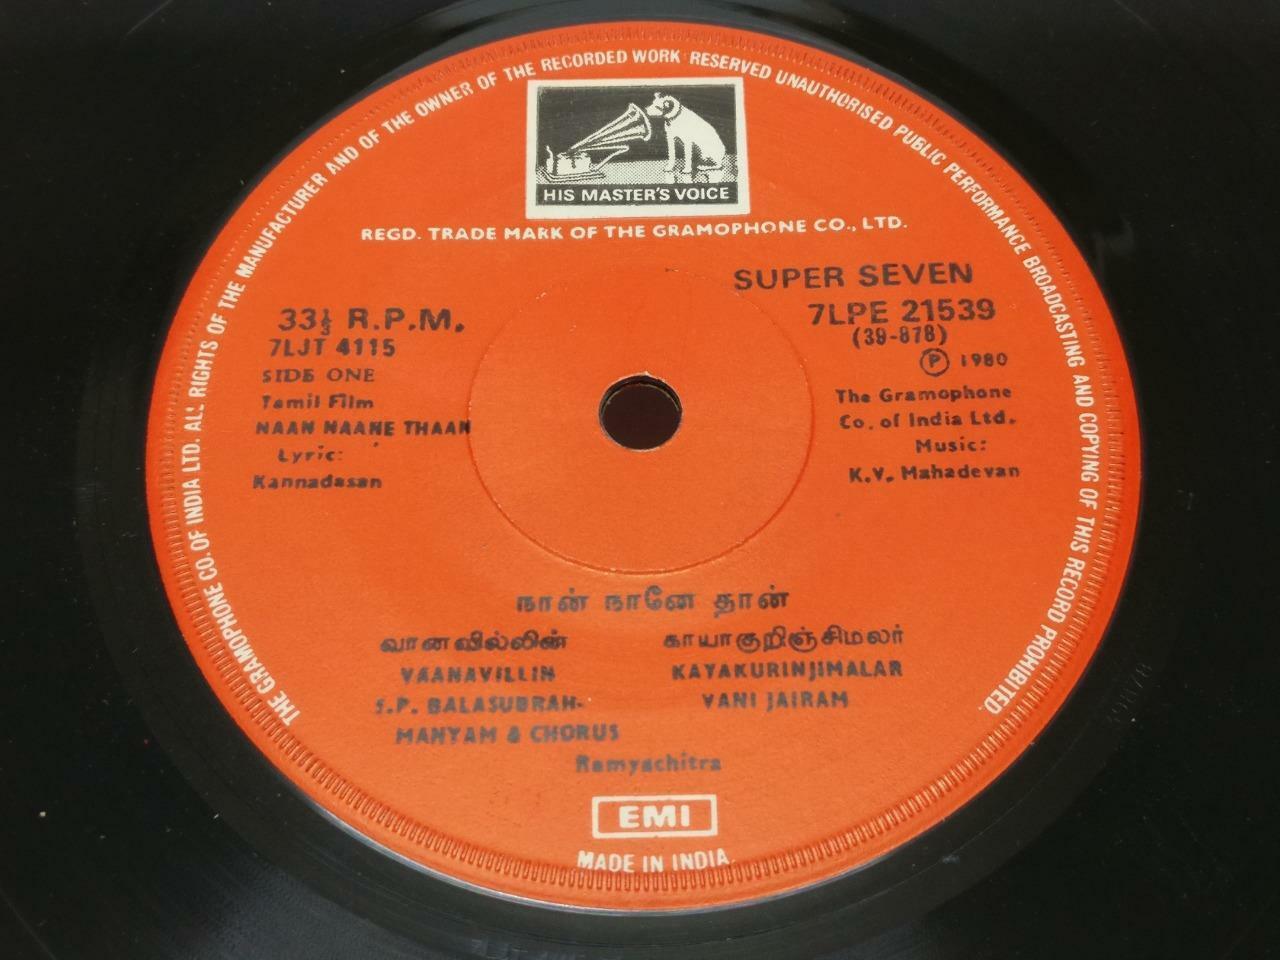 THE GRAMOPHONE CO. OF INDIA LTD. ALL RIGHTS OF THE MANUFACTURER AND OF THE OWNER OF THE RECORDED WORK RESERVED UNAUTHORISED PUBLIC PERFORMANCE BROADCASTING AND COPYING OF THIS RECORD PROHIBITED.
HIS MASTER'S VOICE
REGD. TRADE MARK OF THE GRAMOPHONE CO., LTD.
SUPER SEVEN
33⅓ R.P.M.
7LPE 21539
7LJT 4115
(39-878)
SIDE ONE
Ⓟ 1980
Tamil Film
The Gramophone
NAAN NAANE THAAN
Co. of India Ltd.
Lyric:
Music:
Kannadasan
K.V. Mahadevan
நான் நானே தான்
வானவில்லின்
காயாகுறிஞ்சிமலர்
VAANAVILLIN
KAYAKURINJIMALAR
S.P. BALASUBRAH-
VANI JAIRAM
MANYAM & CHORUS
Ramyachitra
EMI
MADE IN INDIA.